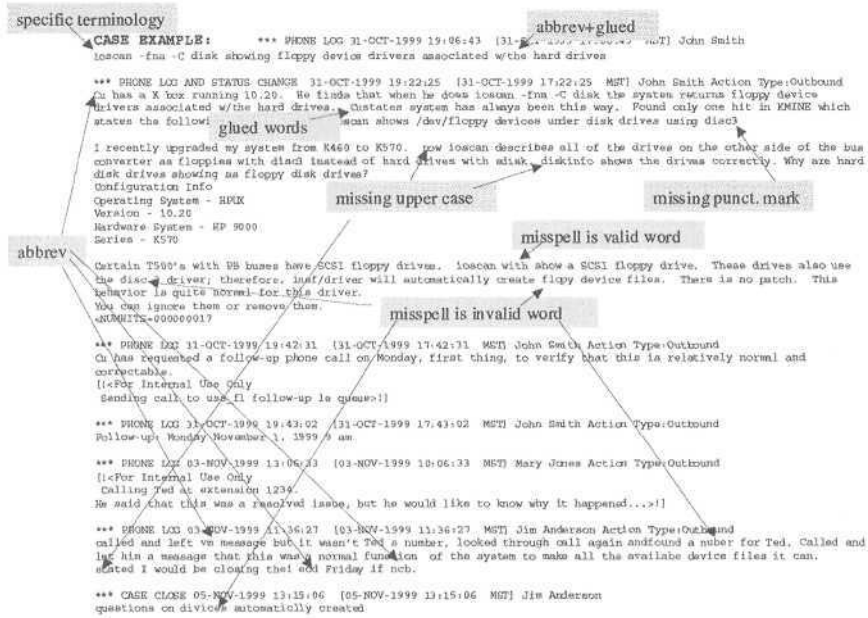 specific terminology
abbrev+glued
CASE EXAMPLE: *** PHONE LOG 31-OCT-1999 19:06:43 [31- MST] John Smith
ioscan -fna -C disk showing floppy device drivers associated w/the hard drives
*** PHONE LOG AND STATUS CHANGE 31-OCT-1999 19:22:25 [31-OCT-1999 17:22:25 MST] John Smith Action Type:Outbound
Cu has a K box running 10.20. He finds that when he does ioscan -fna -C disk the system returns floppy device
drivers associated w/the hard drives. Custates system has always been this way. Found only one hit in KMINE which
states the followi scan shows /dev/floppy devices under disk drives using disc3
glued words
I recently upgraded my system from K460 to K570. now ioscan describes all of the drives on the other side of the bus
converter as floppies with disc3 instead of hard drives with sdisk. diskinfo shows the drives correctly. Why are hard
disk drives showing as floppy disk drives?
Configuration Info
missing upper case
missing punct. mark
Operating System - HPUX
Version - 10.20
Hardware System - HP 9000
Series - K570
misspell is valid word
abbrev
Certain T500's with PB buses have SCSI floppy drives. ioscan with show a SCSI floppy drive. These drives also use
the disc driver; therefore, insf/driver will automatically create flopy device files. There is no patch. This
behavior is quite normal for this driver.
You can ignore them or remove them.
misspell is invalid word
<NUMHITS=000000017
*** PHONE LOG 31-OCT-1999 19:42:31 [31-OCT-1999 17:42:31 MST] John Smith Action Type:Outbound
Cu has requested a follow-up phone call on Monday, first thing, to verify that this is relatively normal and
correctable.
[!<For Internal Use Only
Sending call to use_fl follow-up le queue>!]
*** PHONE LOG 31-OCT-1999 19:43:02 [31-OCT-1999 17:43:02 MST] John Smith Action Type:Outbound
Follow-up: Monday November 1, 1999 9 am
*** PHONE LOG 03-NOV-1999 13:06:33 [03-NOV-1999 10:06:33 MST] Mary Jones Action Type:Outbound
[!<For Internal Use Only
Calling Ted at extension 1234.
He said that this was a resolved issue, but he would like to know why it happened...>!]
*** PHONE LOG 03-NOV-1999 11:36:27 [03-NOV-1999 11:36:27 MST] Jim Anderson Action Type:Outbound
called and left vm message but it wasn't Ted s number, looked through call again andfound a nuber for Ted. Called and
let him a message that this was a normal function of the system to make all the availabe device files it can.
stated I would be closing the! eod Friday if ncb.
*** CASE CLOSE 05-NOV-1999 13:15:06 [05-NOV-1999 13:15:06 MST] Jim Anderson
questions on divices automaticlly created